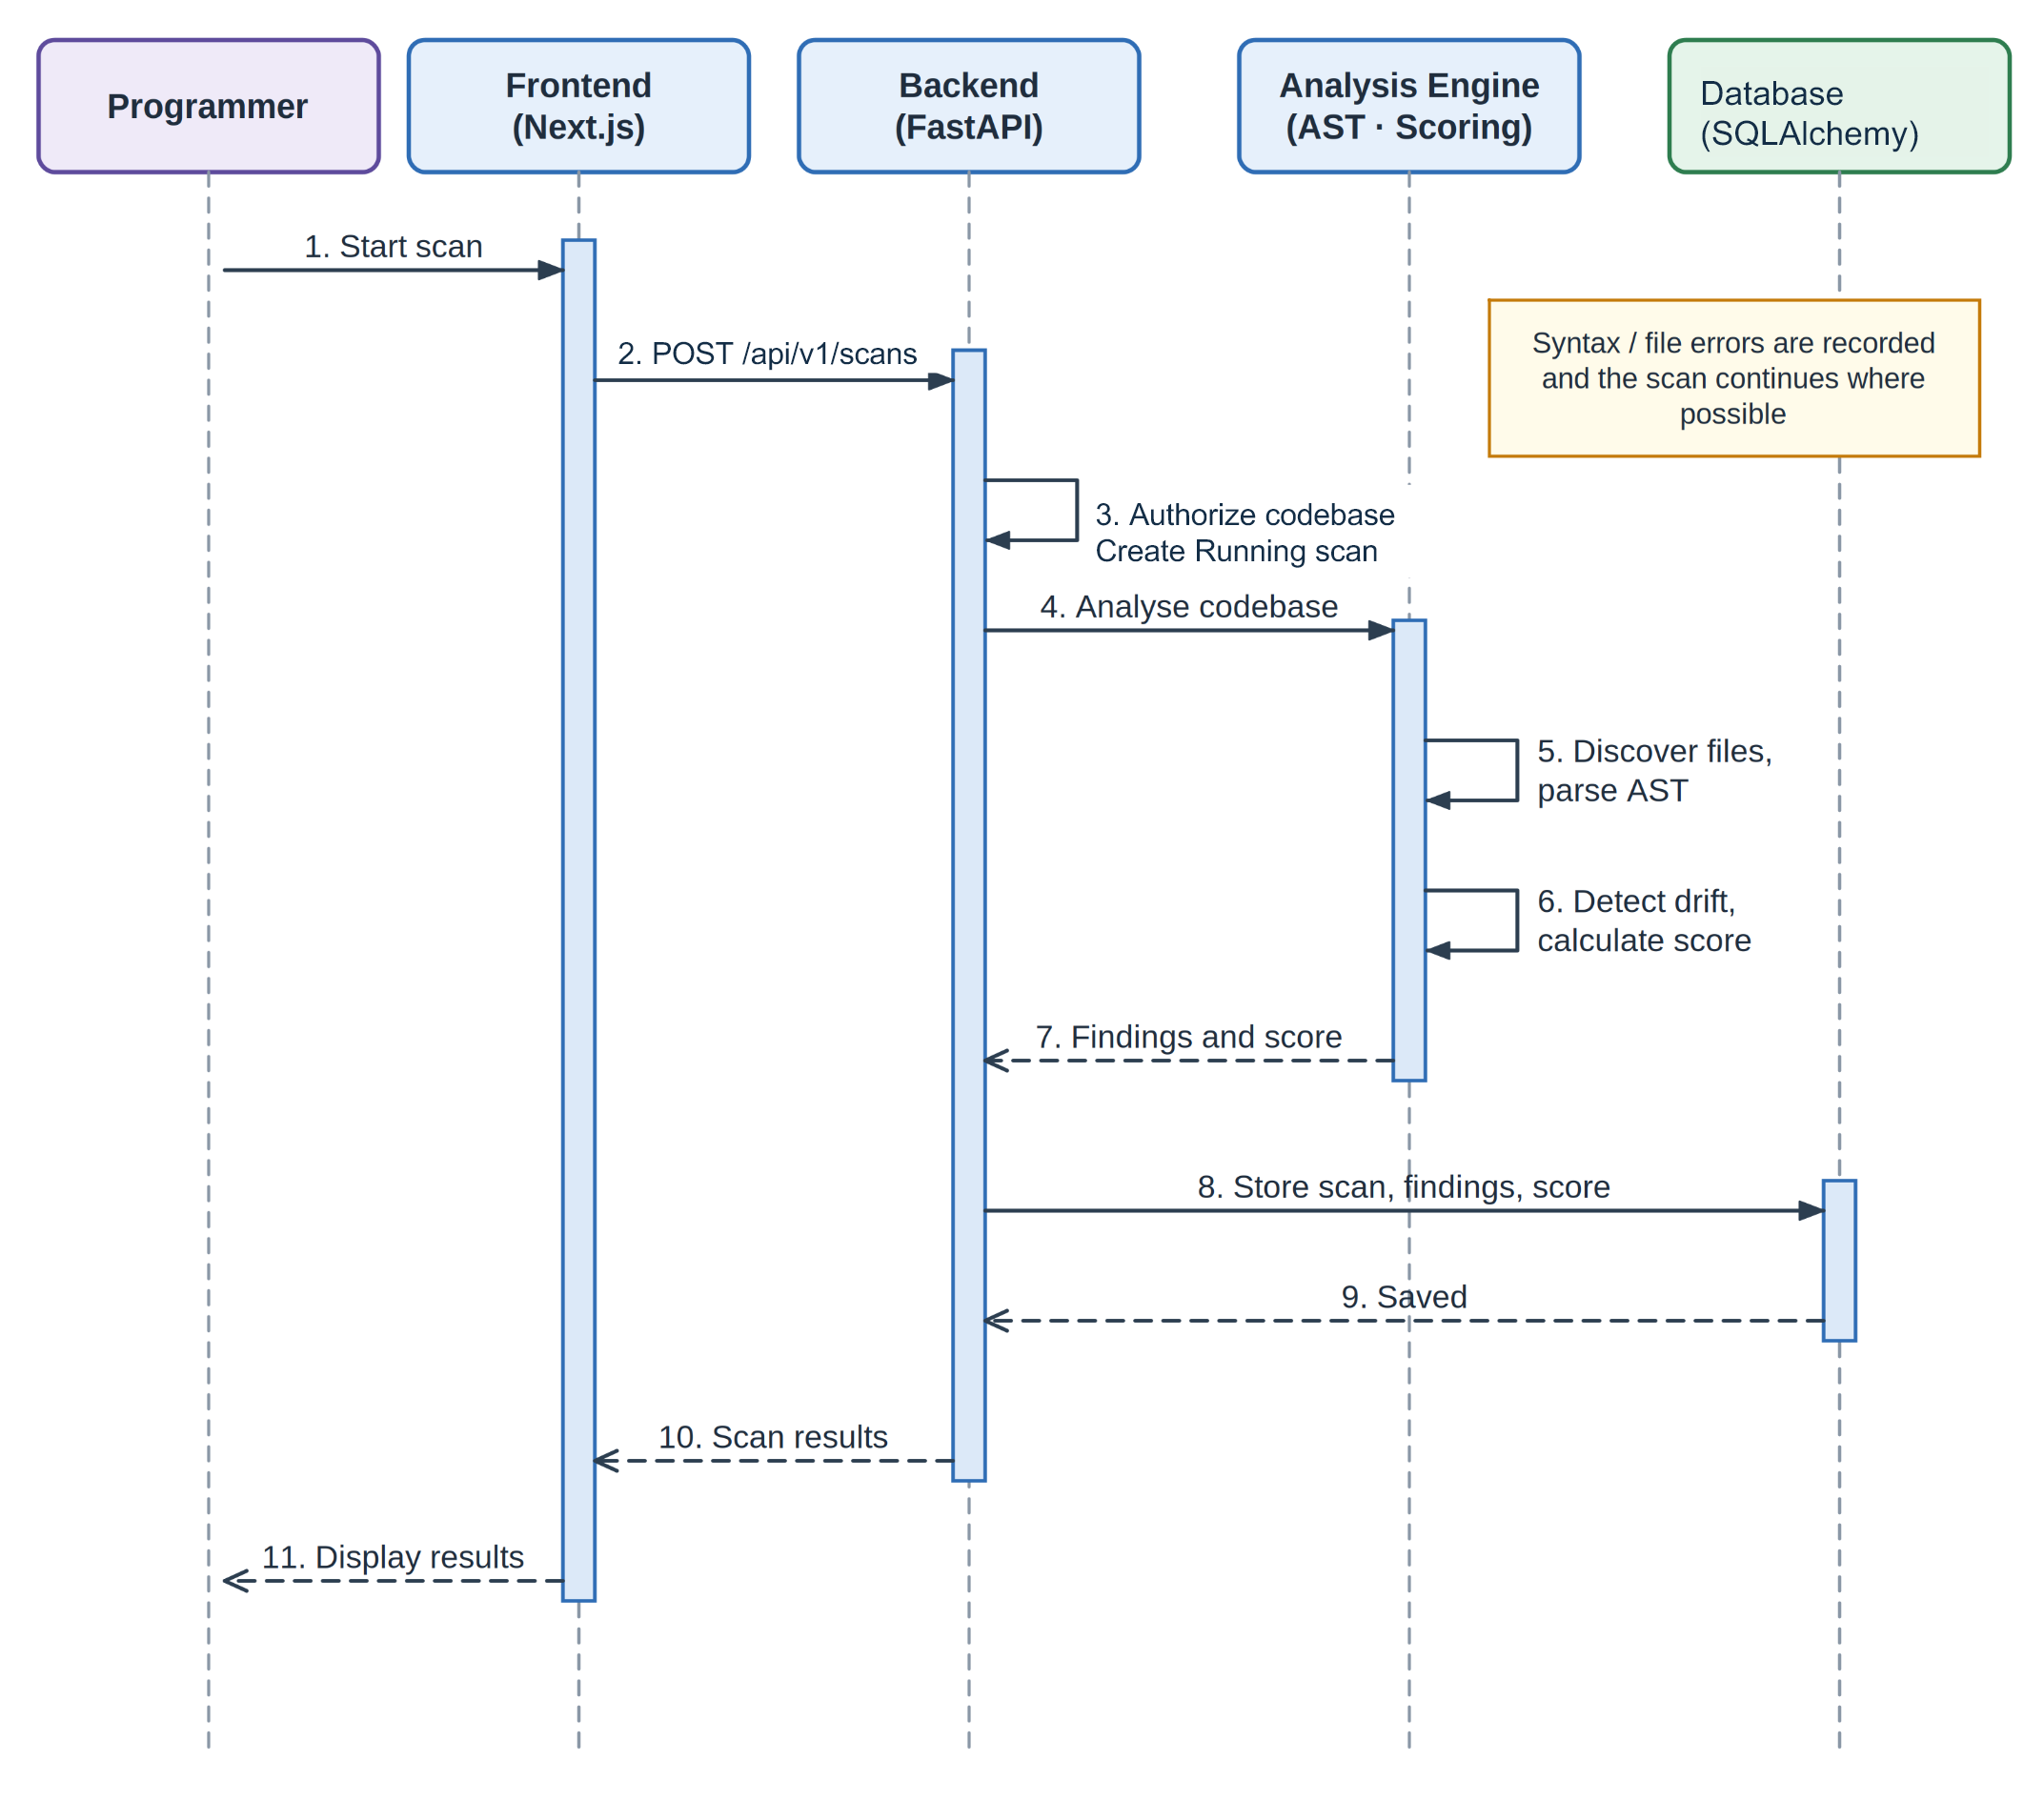 Programmer
Frontend
(Next.js)
Backend
(FastAPI)
Analysis Engine
(AST · Scoring)
Database
(SQLAlchemy)
1. Start scan
Syntax / file errors are recorded
and the scan continues where
possible
2. POST /api/v1/scans
3. Authorize codebase
Create Running scan
4. Analyse codebase
5. Discover files,
parse AST
6. Detect drift,
calculate score
7. Findings and score
8. Store scan, findings, score
9. Saved
10. Scan results
11. Display results